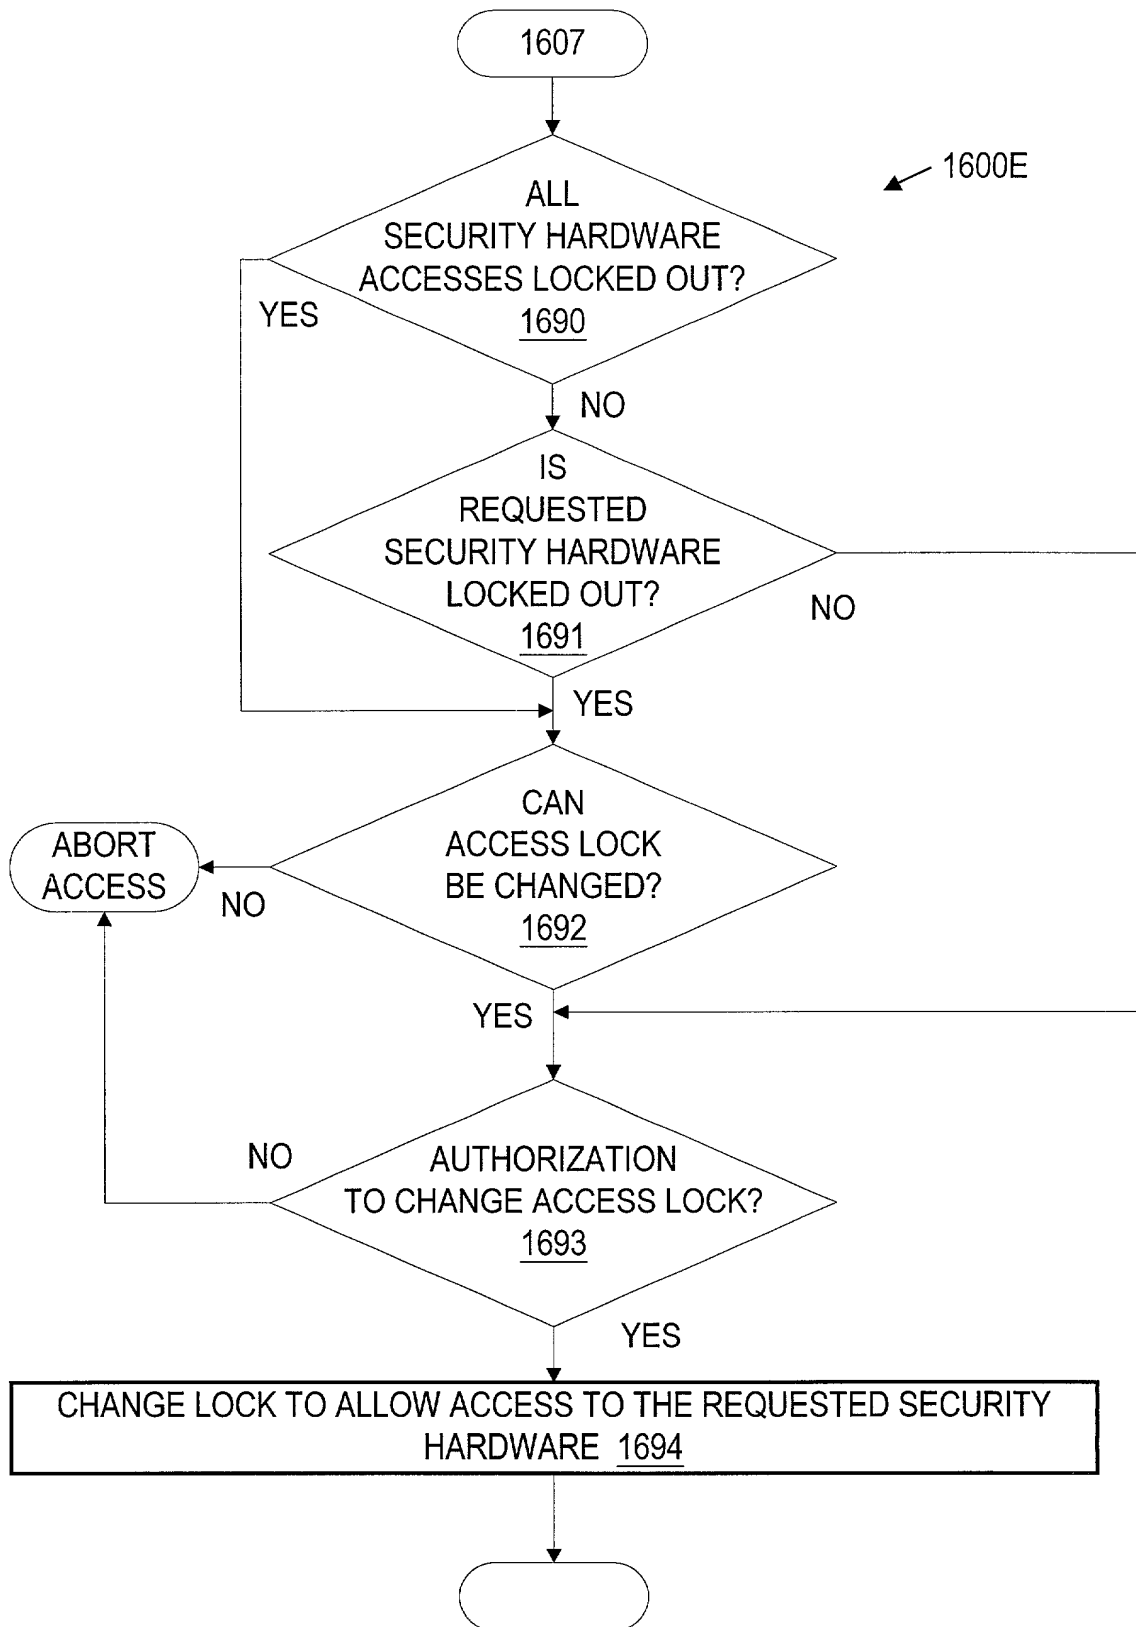 1607
1600E
ALL
SECURITY HARDWARE
ACCESSES LOCKED OUT?
1690
YES
NO
IS
REQUESTED
SECURITY HARDWARE
LOCKED OUT?
1691
NO
YES
CAN
ACCESS LOCK
BE CHANGED?
1692
ABORT
ACCESS
NO
YES
NO
AUTHORIZATION
TO CHANGE ACCESS LOCK?
1693
YES
CHANGE LOCK TO ALLOW ACCESS TO THE REQUESTED SECURITY
HARDWARE 1694